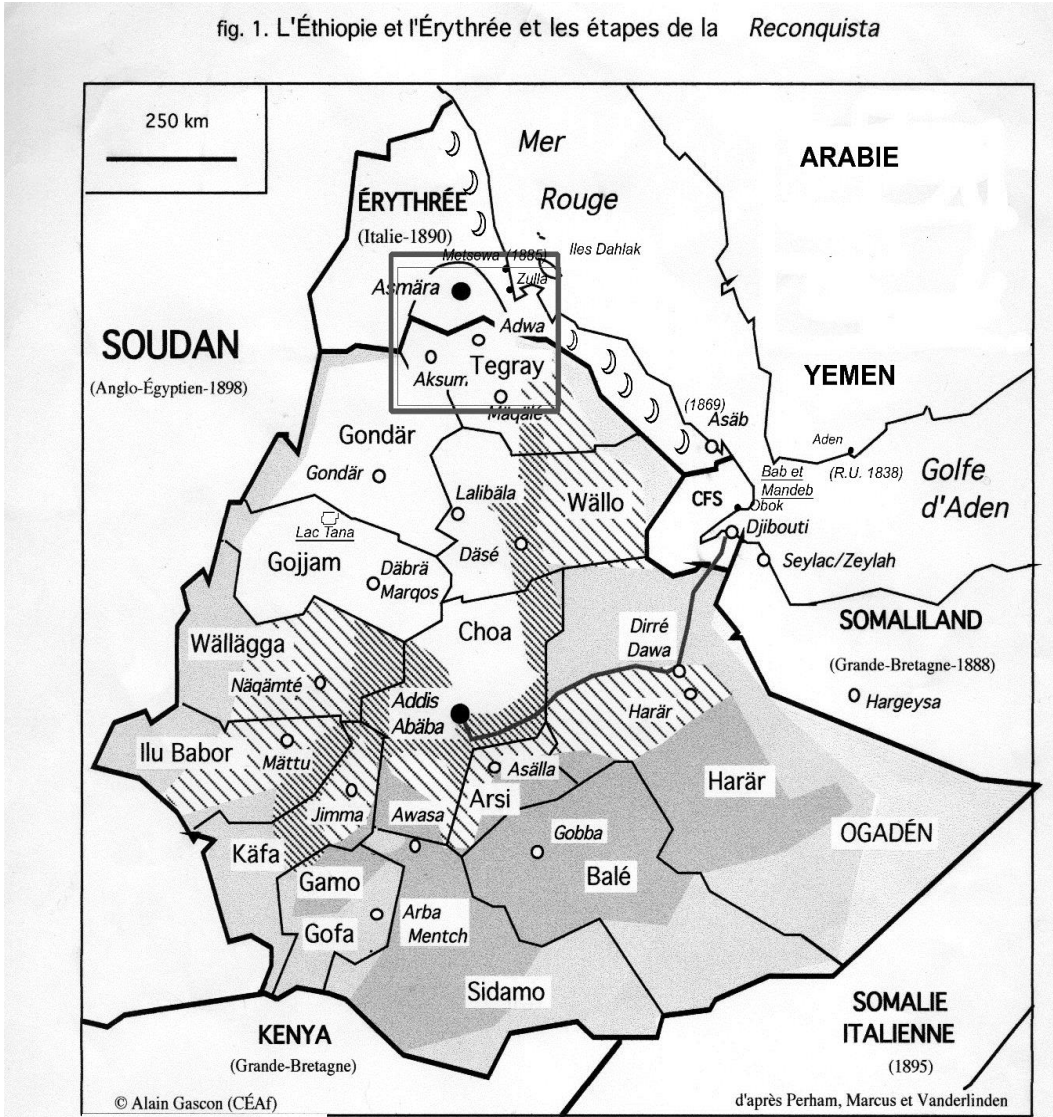 fig. 1. L'Éthiopie et l'Érythrée et les étapes de la Reconquista
250 km
Mer
Rouge
ARABIE
ÉRYTHRÉE
(Italie-1890)
Metsewa (1885)
Iles Dahlak
Zulla
Asmära
SOUDAN
(Anglo-Égyptien-1898)
Adwa
Aksum
Tegray
Mäqälé
YEMEN
(1869)
Asäb
Gondär
Gondär
Aden
(R.U. 1838)
Golfe
d'Aden
Bab et
Mandeb
CFS
Obok
Djibouti
Lalibäla
Wällo
Lac Tana
Gojjam
Däsé
Seylac/Zeylah
Däbrä
Marqos
Wällägga
Choa
Dirré
Dawa
SOMALILAND
(Grande-Bretagne-1888)
Hargeysa
Näqämté
Addis
Abäba
Harär
Ilu Babor
Mättu
Asälla
Harär
Jimma
Awasa
Arsi
OGADÉN
Käfa
Gobba
Balé
Gamo
Gofa
Arba
Mentch
Sidamo
KENYA
(Grande-Bretagne)
SOMALIE
ITALIENNE
(1895)
© Alain Gascon (CÉAf)
d'après Perham, Marcus et Vanderlinden